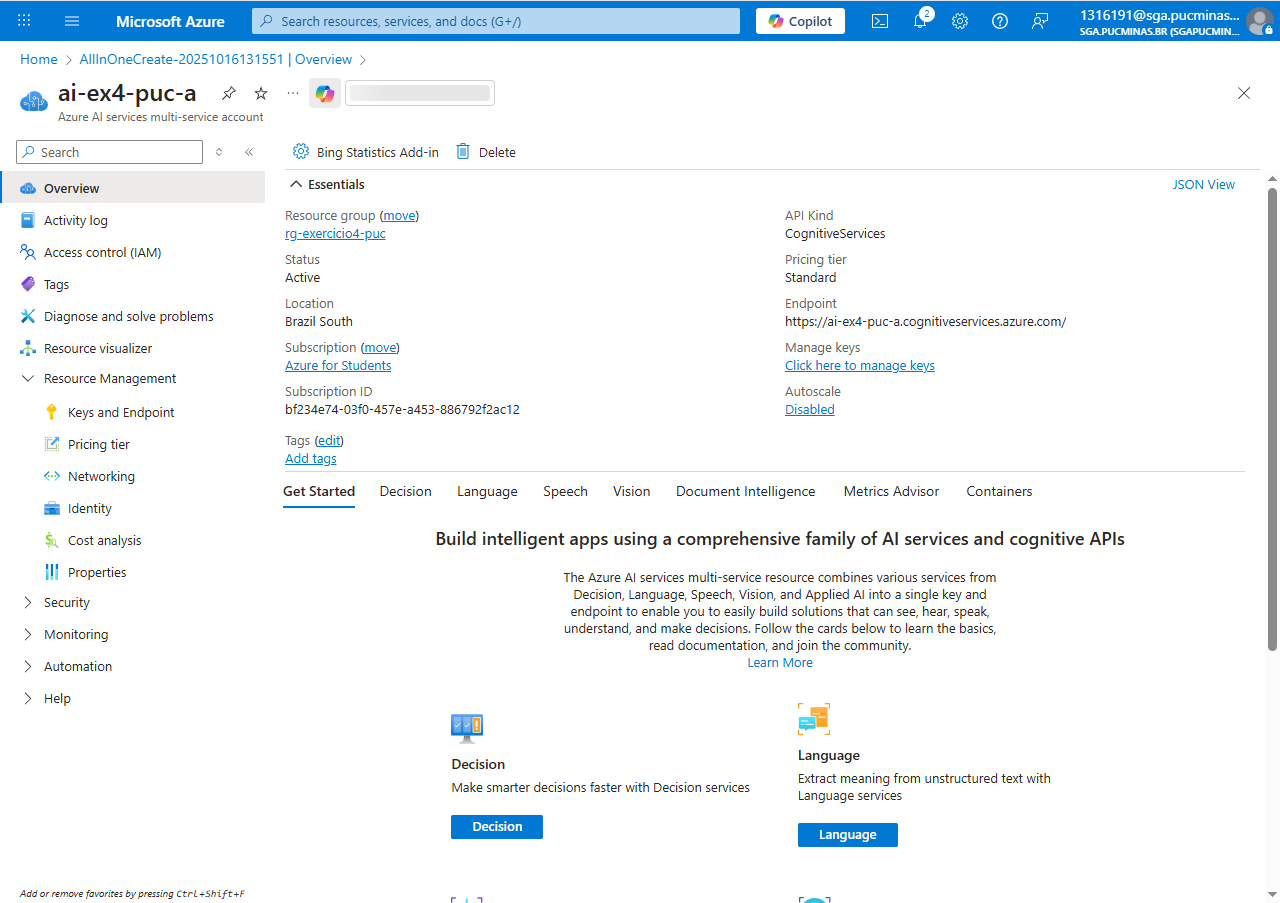 Microsoft Azure
Search resources, services, and docs (G+/)
Copilot
2
1316191@sga.pucminas...
SGA.PUCMINAS.BR (SGAPUCMIN...
Home > AllInOneCreate-20251016131551 | Overview >
ai-ex4-puc-a
Azure AI services multi-service account
Search
Overview
Activity log
Access control (IAM)
Tags
Diagnose and solve problems
Resource visualizer
Resource Management
Keys and Endpoint
Pricing tier
Networking
Identity
Cost analysis
Properties
Security
Monitoring
Automation
Help
Add or remove favorites by pressing Ctrl+Shift+F
Bing Statistics Add-in
Delete
Essentials
JSON View
Resource group (move)
rg-exercicio4-puc
Status
Active
Location
Brazil South
Subscription (move)
Azure for Students
Subscription ID
bf234e74-03f0-457e-a453-886792f2ac12
Tags (edit)
Add tags
API Kind
CognitiveServices
Pricing tier
Standard
Endpoint
https://ai-ex4-puc-a.cognitiveservices.azure.com/
Manage keys
Click here to manage keys
Autoscale
Disabled
Get Started
Decision
Language
Speech
Vision
Document Intelligence
Metrics Advisor
Containers
Build intelligent apps using a comprehensive family of AI services and cognitive APIs
The Azure AI services multi-service resource combines various services from
Decision, Language, Speech, Vision, and Applied AI into a single key and
endpoint to enable you to easily build solutions that can see, hear, speak,
understand, and make decisions. Follow the cards below to learn the basics,
read documentation, and join the community.
Learn More
Decision
Make smarter decisions faster with Decision services
Decision
Language
Extract meaning from unstructured text with
Language services
Language